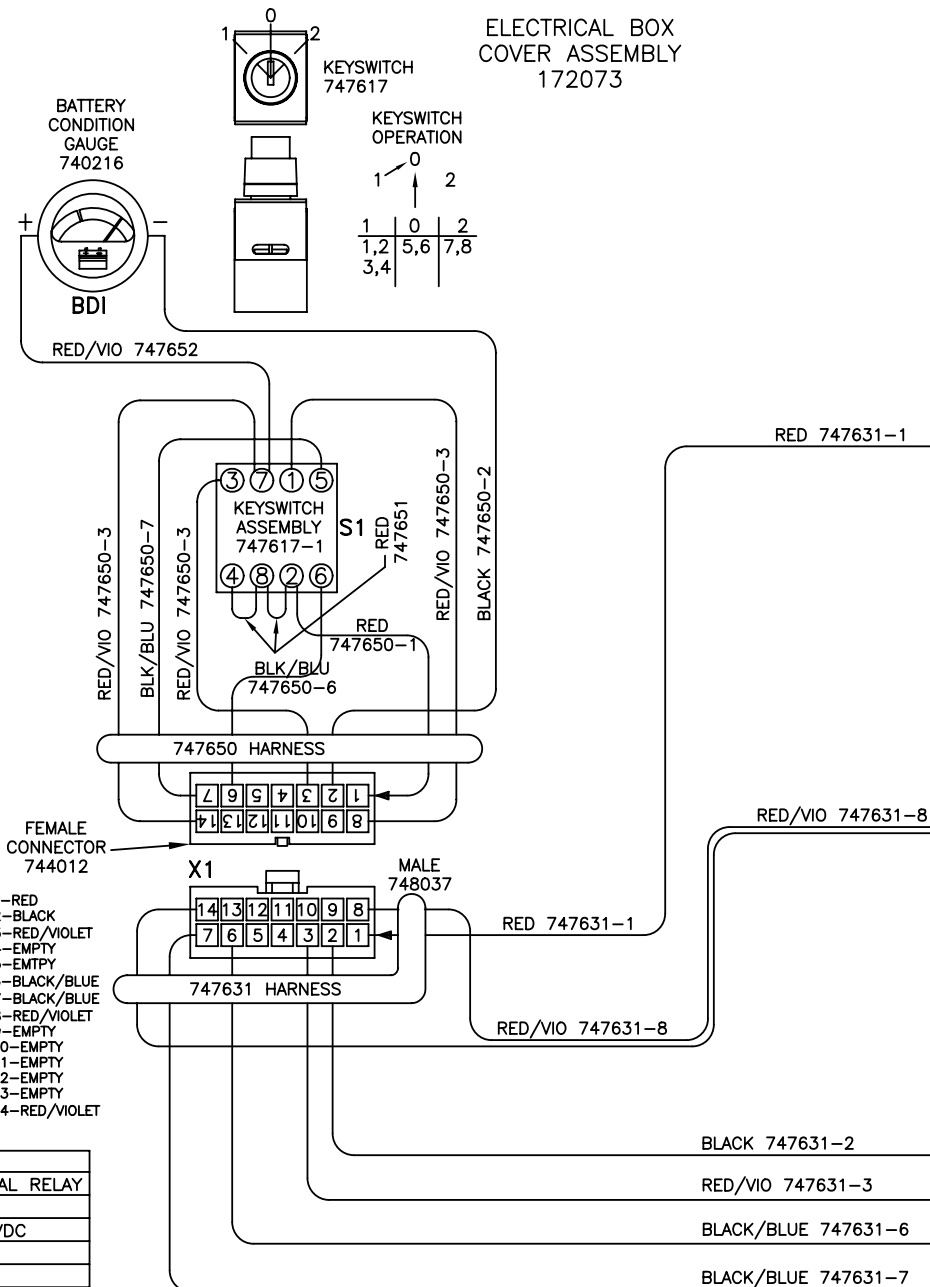 ELECTRICAL BOX
COVER ASSEMBLY
172073
0
1 2
KEYSWITCH
747617
BATTERY
CONDITION
GAUGE
740216
+ −
BDI
KEYSWITCH
OPERATION
0
1 2
1 0 2
1,2 5,6 7,8
3,4
RED/VIO 747652
RED 747631-1
3 7 1 5
KEYSWITCH
ASSEMBLY
747617-1
S1
4 8 2 6
RED
747651
RED/VIO 747650-3
BLK/BLU 747650-7
RED/VIO 747650-3
RED/VIO 747650-3
BLACK 747650-2
RED
747650-1
BLK/BLU
747650-6
747650 HARNESS
7 6 5 4 3 2 1
14 13 12 11 10 9 8
FEMALE
CONNECTOR
744012
RED/VIO 747631-8
X1
MALE
748037
14 13 12 11 10 9 8
7 6 5 4 3 2 1
RED 747631-1
747631 HARNESS
RED/VIO 747631-8
-RED
-BLACK
-RED/VIOLET
-EMPTY
-EMTPY
-BLACK/BLUE
-BLACK/BLUE
-RED/VIOLET
-EMPTY
0-EMPTY
1-EMPTY
2-EMPTY
3-EMPTY
4-RED/VIOLET
AL RELAY
VDC
BLACK 747631-2
RED/VIO 747631-3
BLACK/BLUE 747631-6
BLACK/BLUE 747631-7